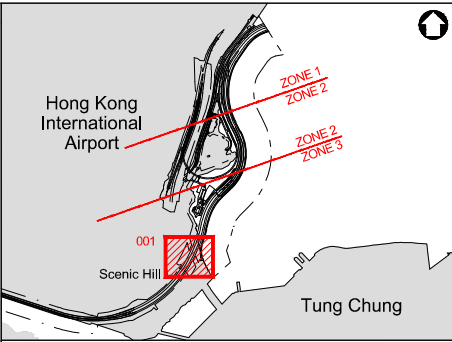 ZONE 1
ZONE 2
Hong Kong
International
Airport
ZONE 2
ZONE 3
001
Scenic Hill
Tung Chung